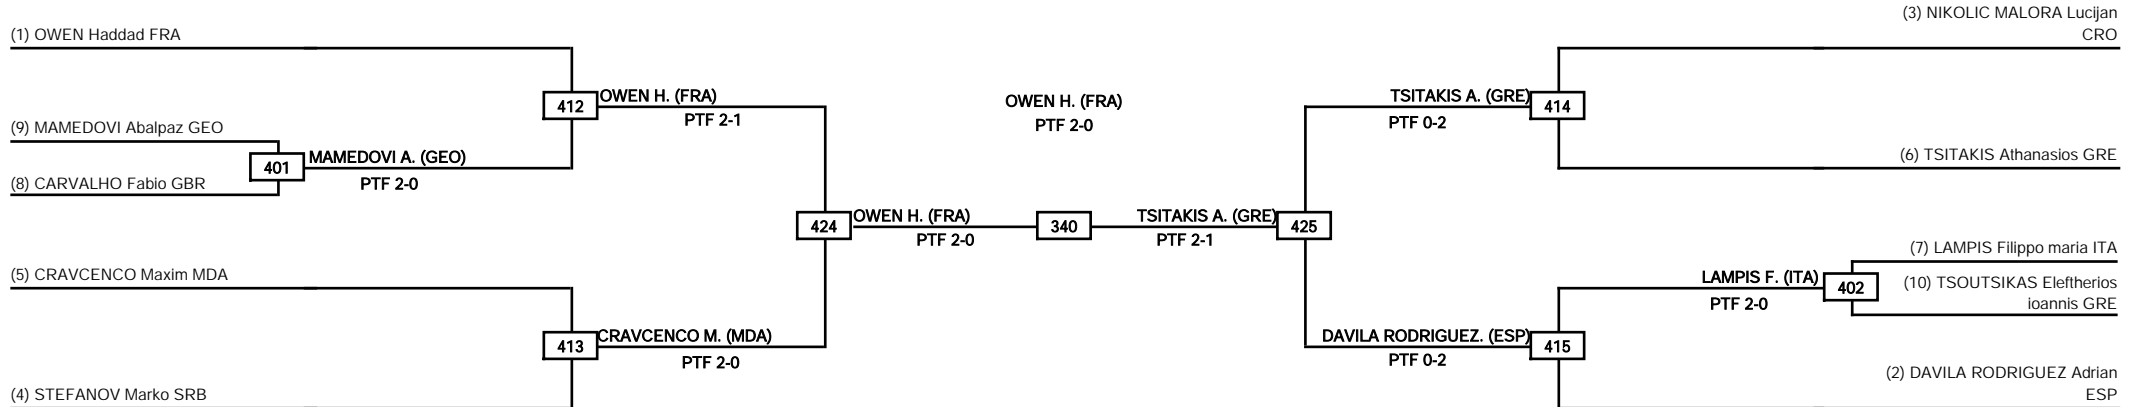 (1) OWEN Haddad FRA
(9) MAMEDOVI Abalpaz GEO
(8) CARVALHO Fabio GBR
(5) CRAVCENCO Maxim MDA
(4) STEFANOV Marko SRB
401
MAMEDOVI A. (GEO)
PTF 2-0
412
OWEN H. (FRA)
PTF 2-1
413
CRAVCENCO M. (MDA)
PTF 2-0
424
OWEN H. (FRA)
PTF 2-0
OWEN H. (FRA)
PTF 2-0
340
TSITAKIS A. (GRE)
PTF 2-1
425
TSITAKIS A. (GRE)
PTF 0-2
414
DAVILA RODRIGUEZ. (ESP)
PTF 0-2
415
LAMPIS F. (ITA)
PTF 2-0
402
(3) NIKOLIC MALORA Lucijan
CRO
(6) TSITAKIS Athanasios GRE
(7) LAMPIS Filippo maria ITA
(10) TSOUTSIKAS Eleftherios
ioannis GRE
(2) DAVILA RODRIGUEZ Adrian
ESP